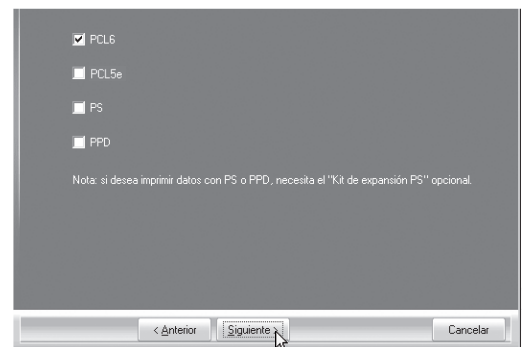 PCL6
PCL5e
PS
PPD
Nota: si desea imprimir datos con PS o PPD, necesita el "Kit de expansión PS" opcional.
< Anterior
Siguiente >
Cancelar